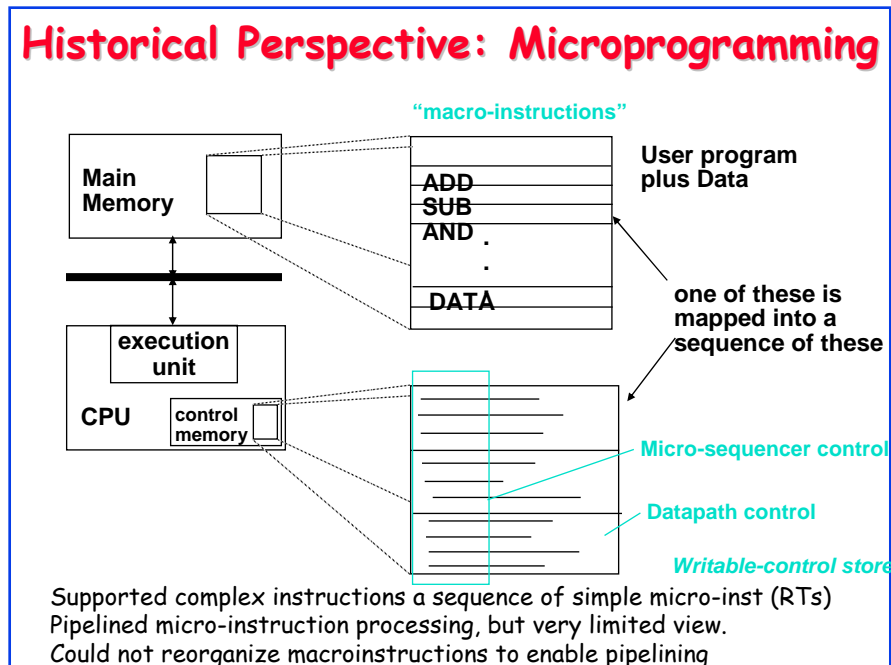 Historical Perspective: Microprogramming
“macro-instructions”
Main
Memory
ADD
SUB
AND
.
.
.
DATA
User program
plus Data
one of these is
mapped into a
sequence of these
execution
unit
CPU
control
memory
Micro-sequencer control
Datapath control
Writable-control store
Supported complex instructions a sequence of simple micro-inst (RTs)
Pipelined micro-instruction processing, but very limited view.
Could not reorganize macroinstructions to enable pipelining